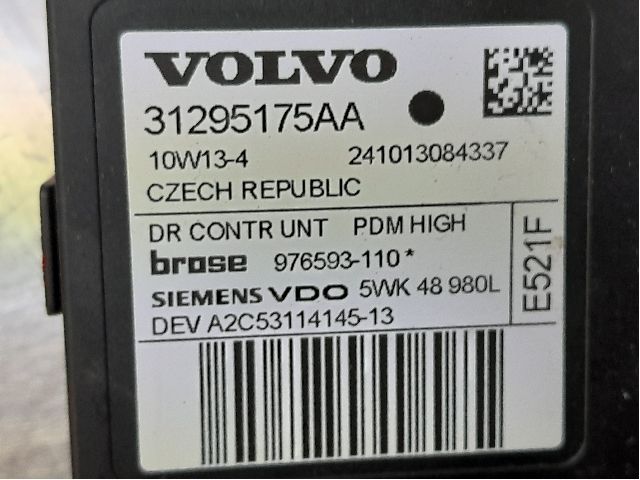 VOLVO
31295175AA
10W13-4 241013084337
CZECH REPUBLIC
DR CONTR UNT PDM HIGH
brose 976593-110*
SIEMENS VDO 5WK 48 980L
DEV A2C53114145-13
E521F